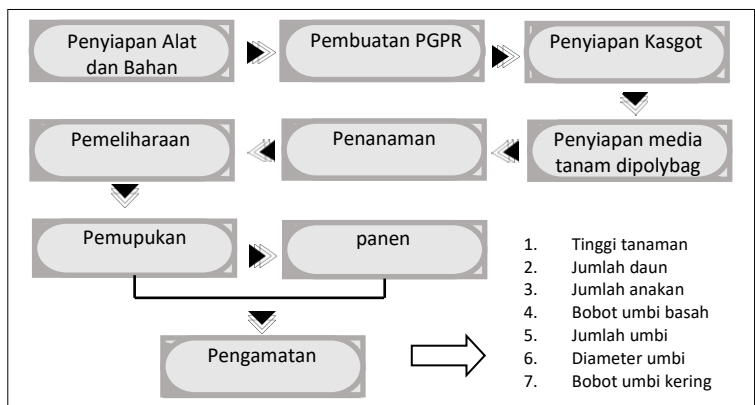 Penyiapan Alat
dan Bahan
Pembuatan PGPR
Penyiapan Kasgot
Penyiapan media
tanam dipolybag
Penanaman
Pemeliharaan
Pemupukan
panen
Pengamatan
1. Tinggi tanaman
2. Jumlah daun
3. Jumlah anakan
4. Bobot umbi basah
5. Jumlah umbi
6. Diameter umbi
7. Bobot umbi kering